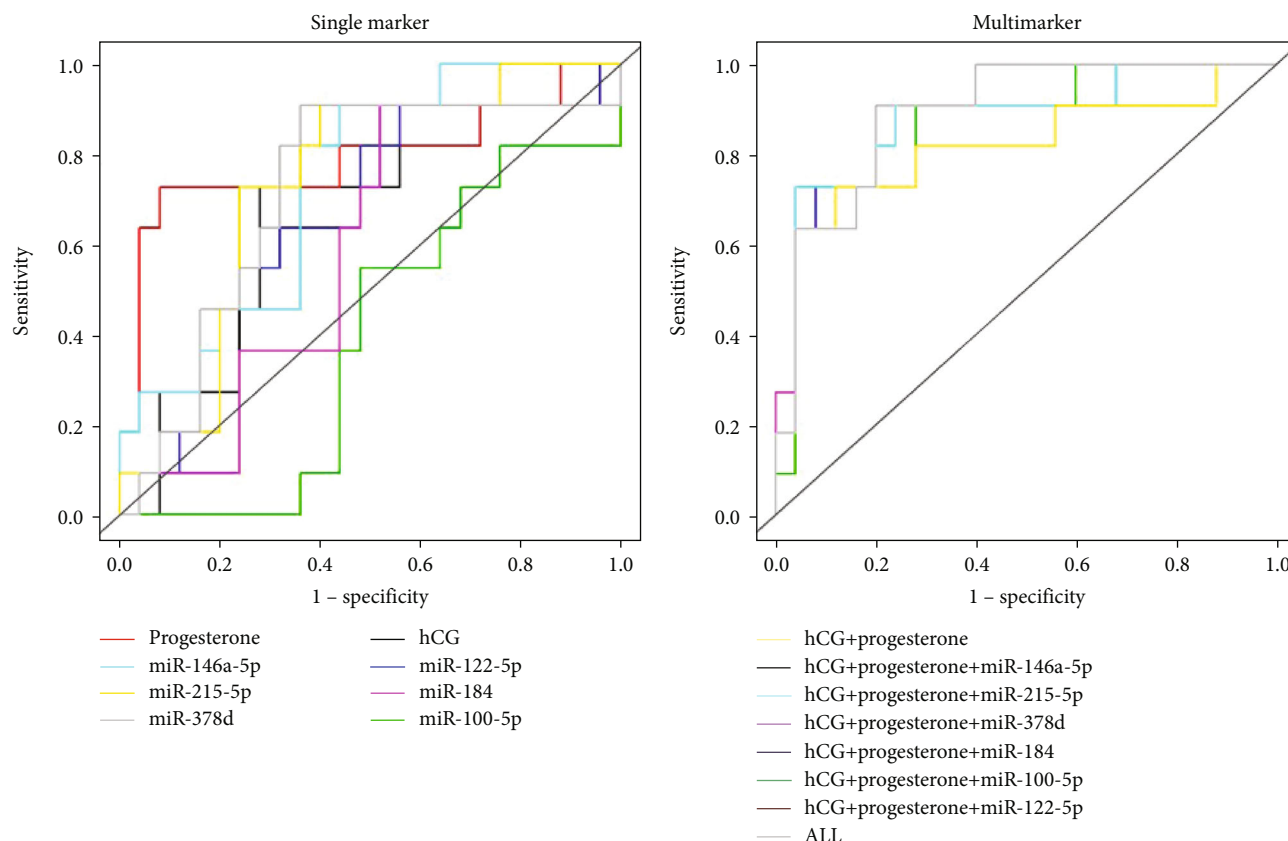 Single marker
1.0
0.8
0.6
0.4
0.2
0.0
Sensitivity
0.0 0.2 0.4 0.6 0.8 1.0
1 – specificity
Progesterone
miR-146a-5p
miR-215-5p
miR-378d
hCG
miR-122-5p
miR-184
miR-100-5p
Multimarker
1.0
0.8
0.6
0.4
0.2
0.0
Sensitivity
0.0 0.2 0.4 0.6 0.8 1.0
1 – specificity
hCG+progesterone
hCG+progesterone+miR-146a-5p
hCG+progesterone+miR-215-5p
hCG+progesterone+miR-378d
hCG+progesterone+miR-184
hCG+progesterone+miR-100-5p
hCG+progesterone+miR-122-5p
ALL